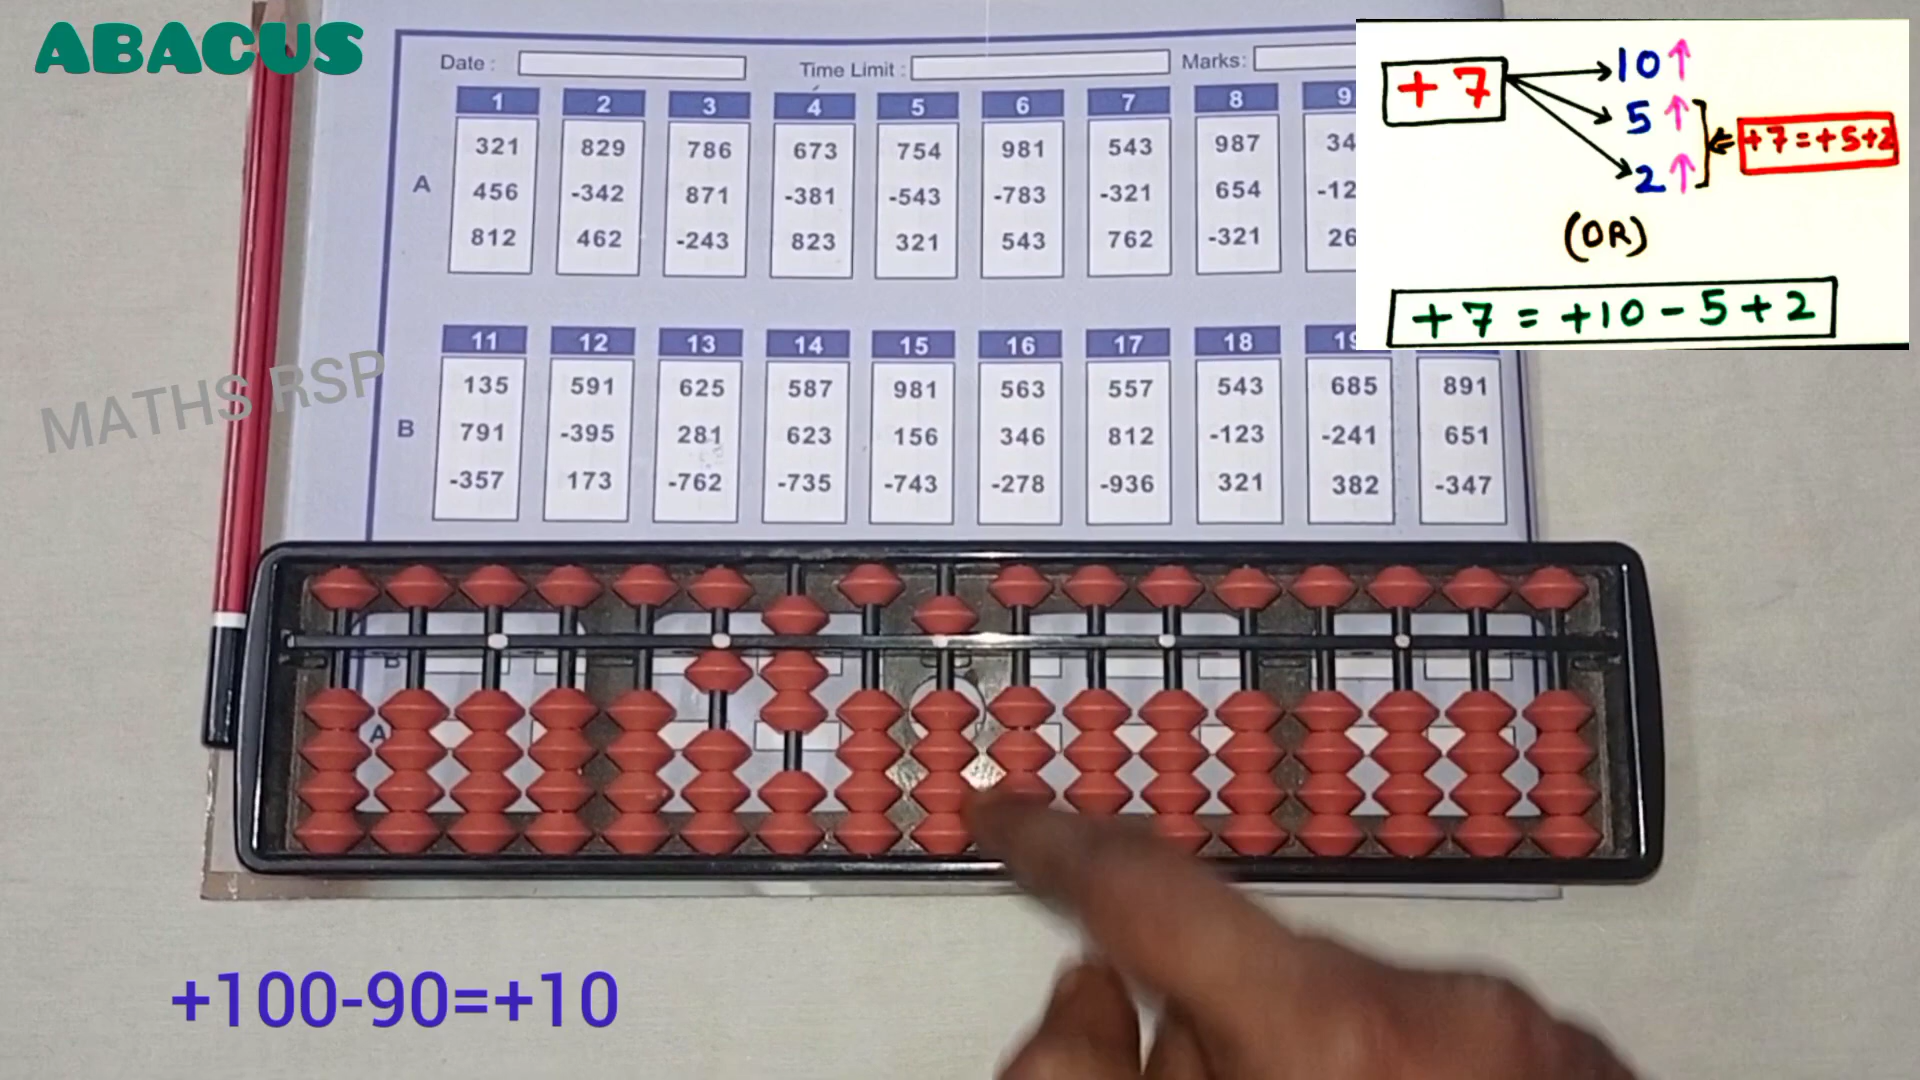 ABACUS
Date :
Time Limit :
Marks:
1 2 3 4 5 6 7 8 9
A
321 829 786 673 754 981 543 987 34
456 -342 871 -381 -543 -783 -321 654 -12
812 462 -243 823 321 543 762 -321 26
11 12 13 14 15 16 17 18
B
135 591 625 587 981 563 557 543 685 891
791 -395 281 623 156 346 812 -123 -241 651
-357 173 -762 -735 -743 -278 -936 321 382 -347
+7
10↑
5↑
2↑
+7=+5+2
(OR)
+7 = +10-5+2
MATHS RSP
B
A
+100-90=+10